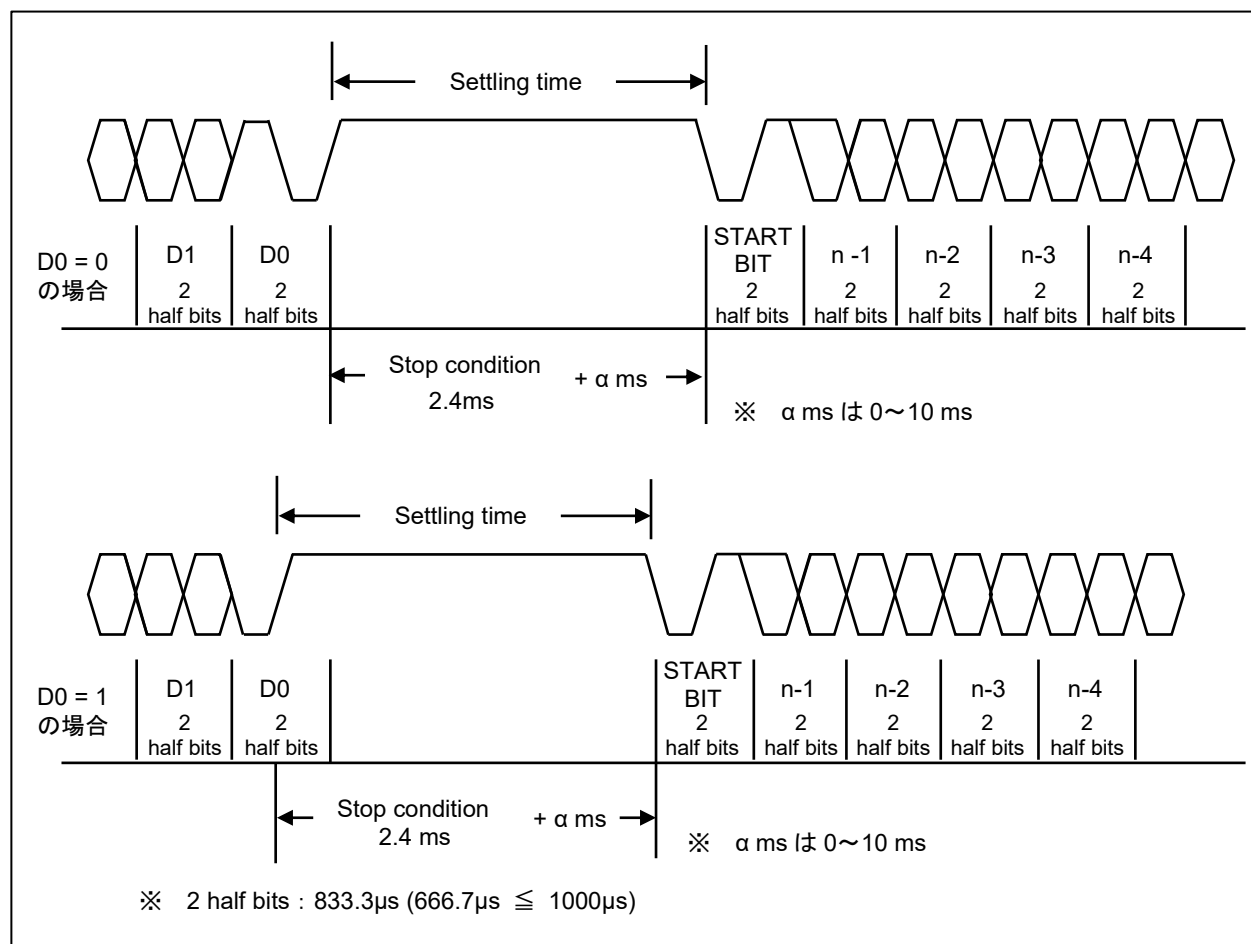 Settling time
D0 = 0
の場合
D1
2
half bits
D0
2
half bits
START
BIT
2
half bits
n -1
2
half bits
n-2
2
half bits
n-3
2
half bits
n-4
2
half bits
Stop condition
2.4ms
+ α ms
※ α ms は 0～10 ms
Settling time
D0 = 1
の場合
D1
2
half bits
D0
2
half bits
START
BIT
2
half bits
n-1
2
half bits
n-2
2
half bits
n-3
2
half bits
n-4
2
half bits
Stop condition
2.4 ms
+ α ms
※ α ms は 0～10 ms
※ 2 half bits : 833.3μs (666.7μs ≦ 1000μs)